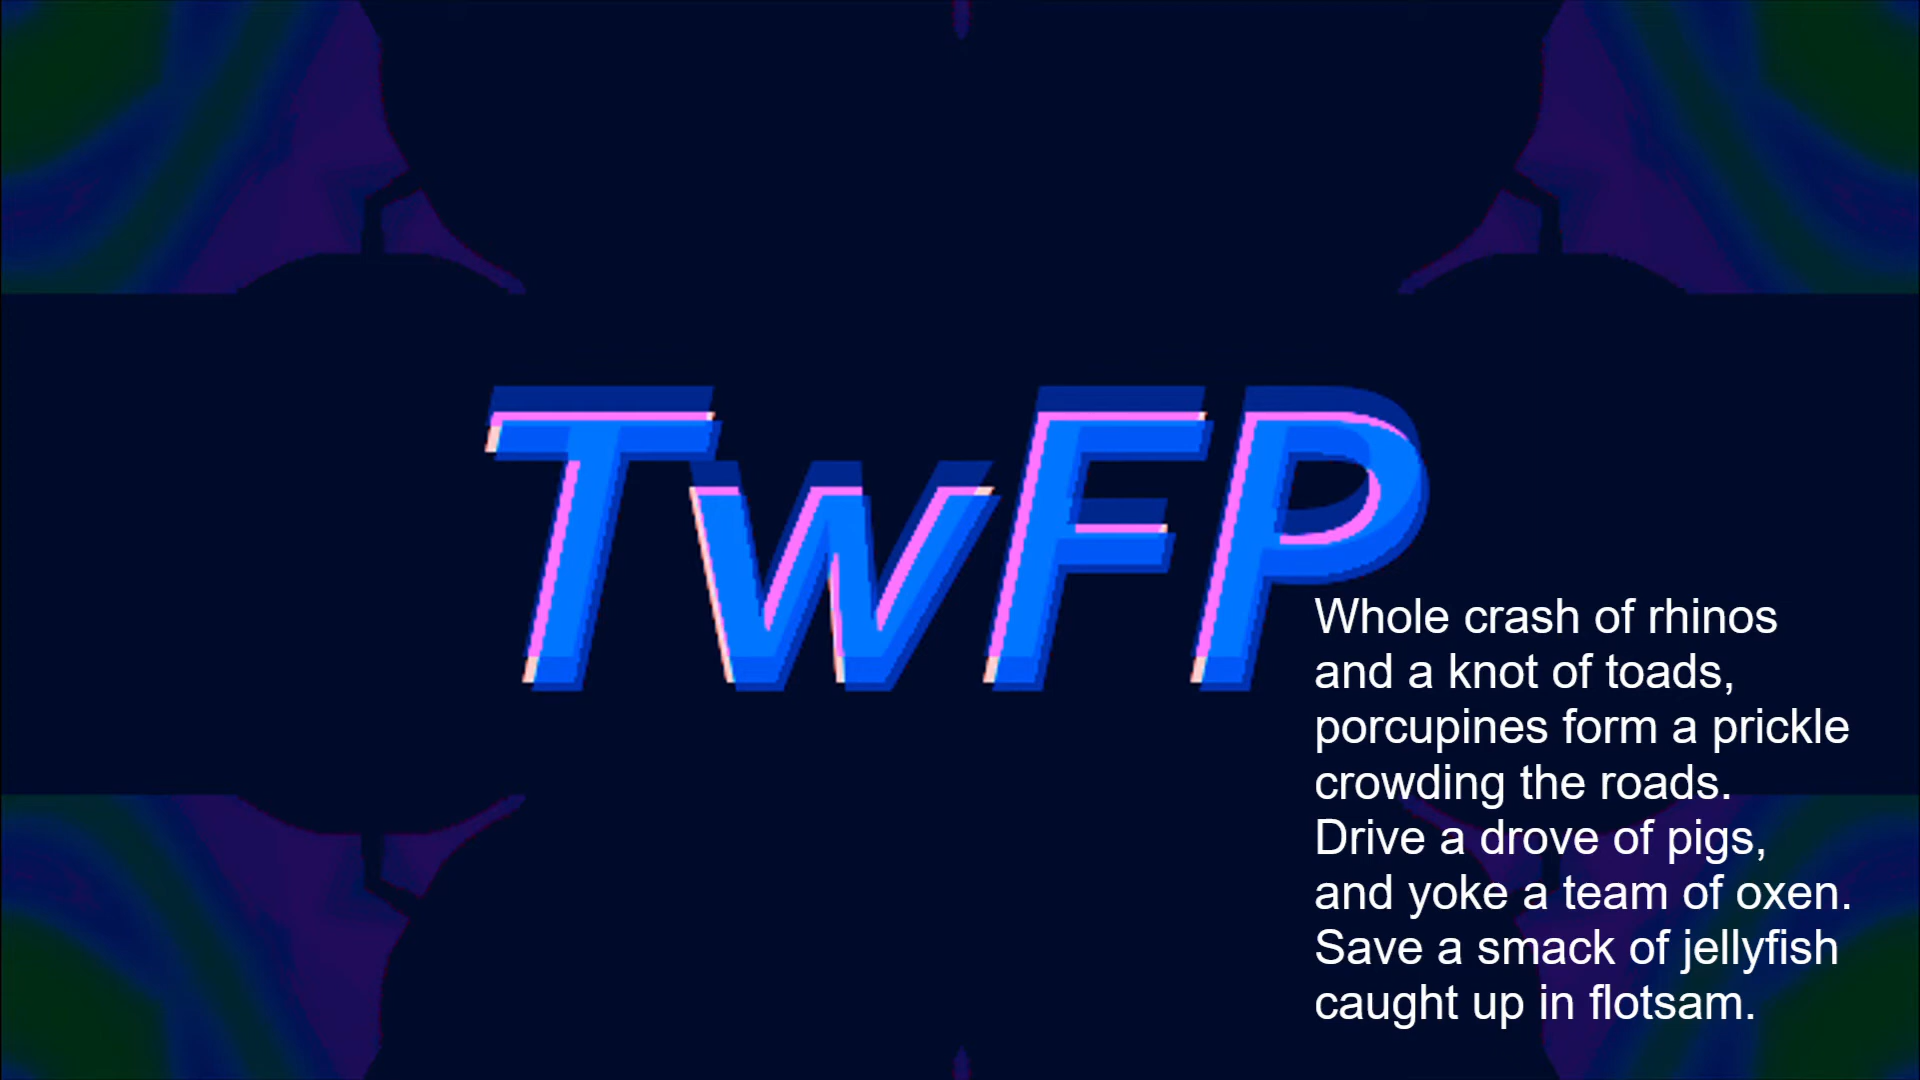 TwFP
Whole crash of rhinos
and a knot of toads,
porcupines form a prickle
crowding the roads.
Drive a drove of pigs,
and yoke a team of oxen.
Save a smack of jellyfish
caught up in flotsam.